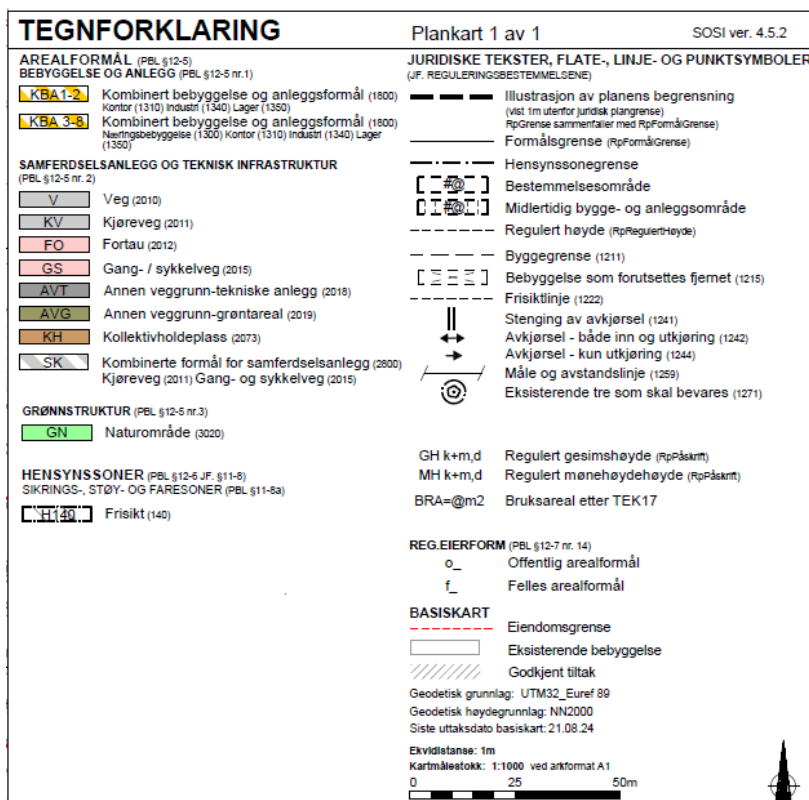 TEGNFORKLARING
Plankart 1 av 1
SOSI ver. 4.5.2
AREALFORMÅL (PBL §12-5)
BEBYGGELSE OG ANLEGG (PBL §12-5 nr.1)
KBA1-2 Kombinert bebyggelse og anleggsformål (1800)
Kontor (1310) Industri (1340) Lager (1350)
KBA 3-8 Kombinert bebyggelse og anleggsformål (1800)
Næringsbebyggelse (1300) Kontor (1310) Industri (1340) Lager
(1350)
SAMFERDSELSANLEGG OG TEKNISK INFRASTRUKTUR
(PBL §12-5 nr. 2)
V Veg (2010)
KV Kjøreveg (2011)
FO Fortau (2012)
GS Gang- / sykkelveg (2015)
AVT Annen veggrunn-tekniske anlegg (2018)
AVG Annen veggrunn-grøntareal (2019)
KH Kollektivholdeplass (2073)
SK Kombinerte formål for samferdselsanlegg (2800)
Kjøreveg (2011) Gang- og sykkelveg (2015)
GRØNNSTRUKTUR (PBL §12-5 nr.3)
GN Naturområde (3020)
HENSYNSSONER (PBL §12-6 JF. §11-8)
SIKRINGS-, STØY- OG FARESONER (PBL §11-8a)
H140 Frisikt (140)
JURIDISKE TEKSTER, FLATE-, LINJE- OG PUNKTSYMBOLER
(JF. REGULERINGSBESTEMMELSENE)
Illustrasjon av planens begrensning
(vist 1m utenfor juridisk plangrense)
RpGrense sammenfaller med RpFormålGrense)
Formålsgrense (RpFormålGrense)
Hensynssonegrense
#@ Bestemmelsesområde
#@ Midlertidig bygge- og anleggsområde
Regulert høyde (RpRegulertHøyde)
Byggegrense (1211)
Bebyggelse som forutsettes fjernet (1215)
Frisiktlinje (1222)
Stenging av avkjørsel (1241)
Avkjørsel - både inn og utkjøring (1242)
Avkjørsel - kun utkjøring (1244)
Måle og avstandslinje (1259)
Eksisterende tre som skal bevares (1271)
GH k+m,d Regulert gesimshøyde (RpPåskrift)
MH k+m,d Regulert mønehøydehøyde (RpPåskrift)
BRA=@m2 Bruksareal etter TEK17
REG.EIERFORM (PBL §12-7 nr. 14)
o_ Offentlig arealformål
f_ Felles arealformål
BASISKART
Eiendomsgrense
Eksisterende bebyggelse
Godkjent tiltak
Geodetisk grunnlag: UTM32_Euref 89
Geodetisk høydegrunnlag: NN2000
Siste uttaksdato basiskart: 21.08.24
Ekvidistanse: 1m
Kartmålestokk: 1:1000 ved arkformat A1
0 25 50m